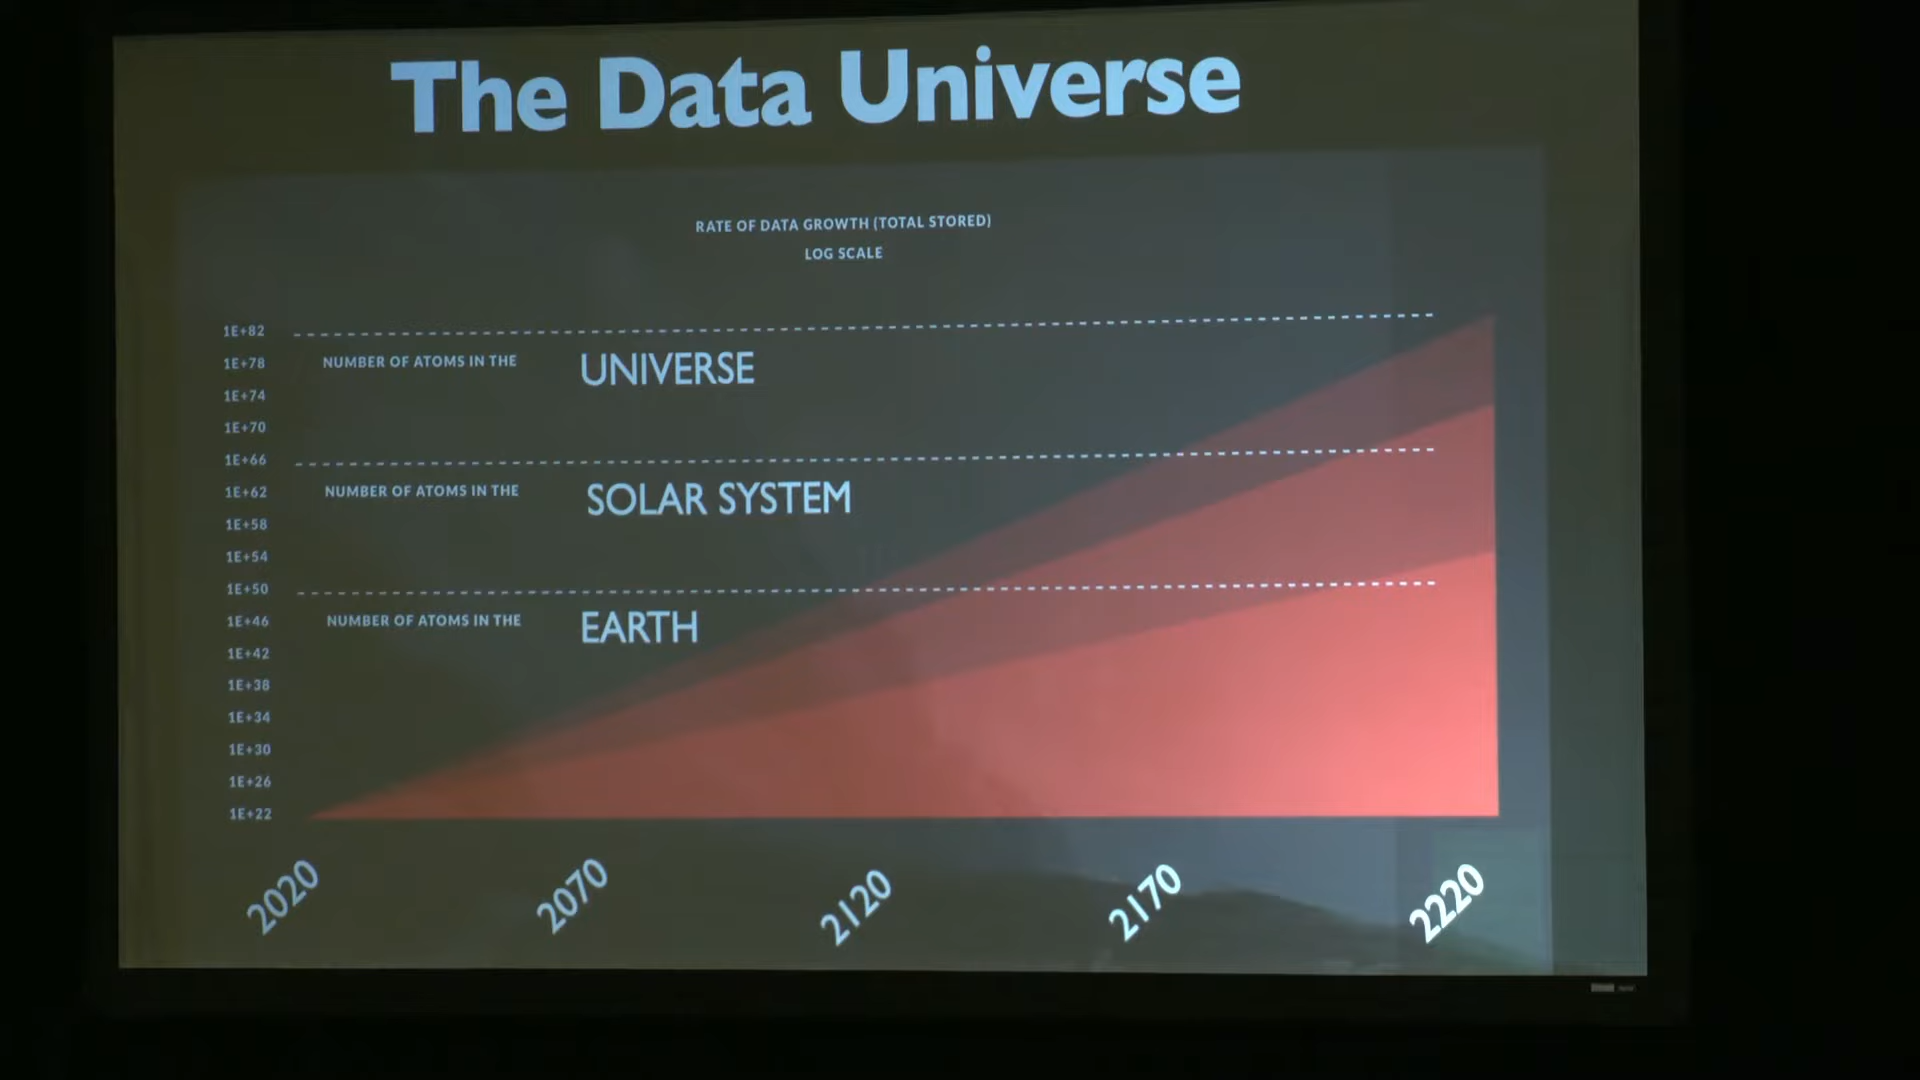 The Data Universe
RATE OF DATA GROWTH (TOTAL STORED)
LOG SCALE
1E+82
1E+78
NUMBER OF ATOMS IN THE UNIVERSE
1E+74
1E+70
1E+66
1E+62
NUMBER OF ATOMS IN THE SOLAR SYSTEM
1E+58
1E+54
1E+50
1E+46
NUMBER OF ATOMS IN THE EARTH
1E+42
1E+38
1E+34
1E+30
1E+26
1E+22
2020
2070
2120
2170
2220